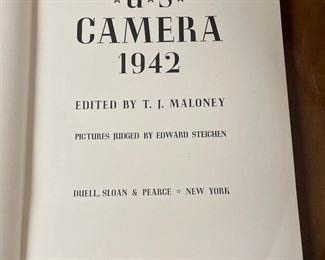 ★ U ★ S ★
CAMERA
1942
EDITED BY T. J. MALONEY
PICTURES JUDGED BY EDWARD STEICHEN
DUELL, SLOAN & PEARCE ★ NEW YORK